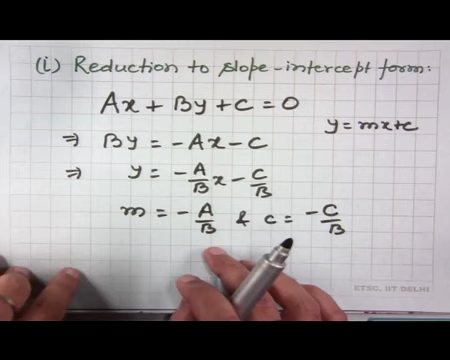 (i) Reduction to slope-intercept form:
Ax + By + C = 0
y = mx+c
⇒ By = -Ax - C
⇒ y = -A/B x - C/B
m = -A/B & c = -C/B
ETSC, IIT DELHI